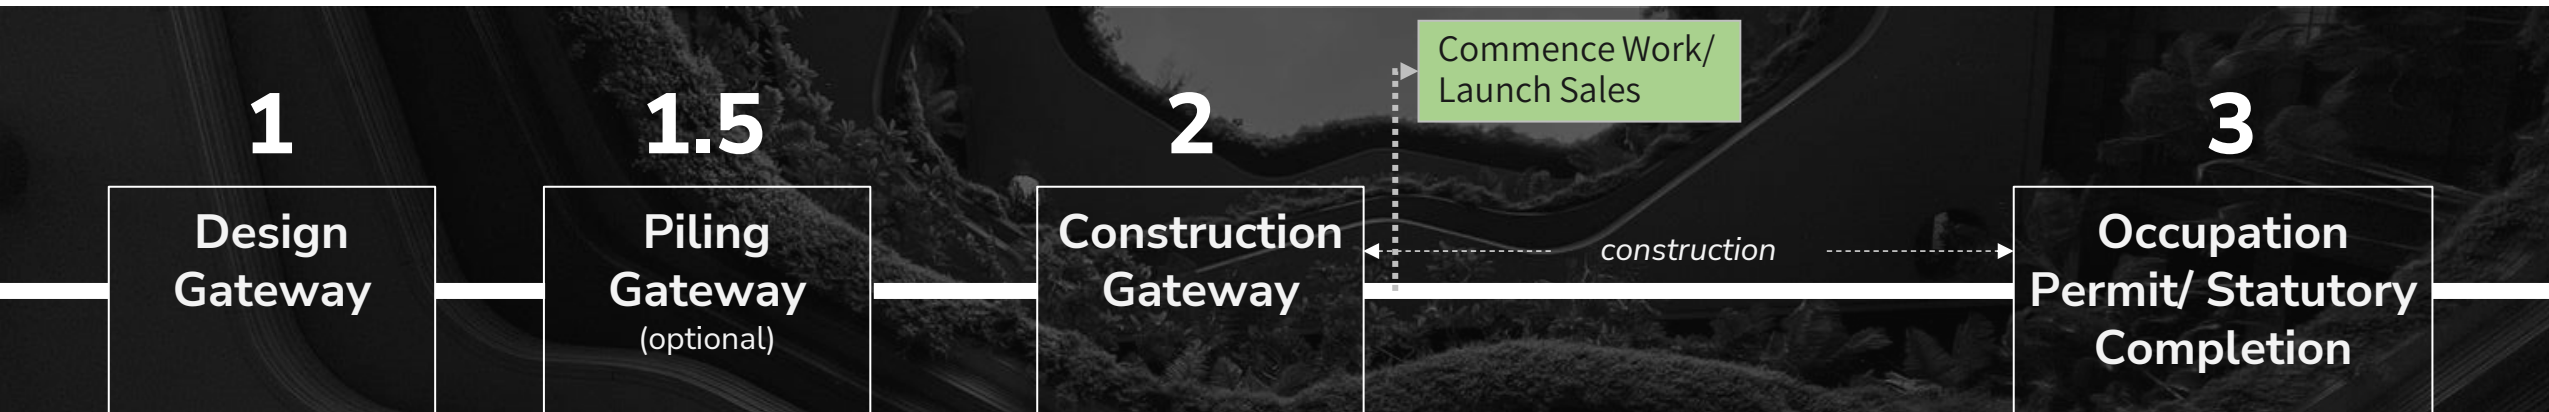 Commence Work/
Launch Sales
1
Design
Gateway
1.5
Piling
Gateway
(optional)
2
Construction
Gateway
construction
3
Occupation
Permit/ Statutory
Completion